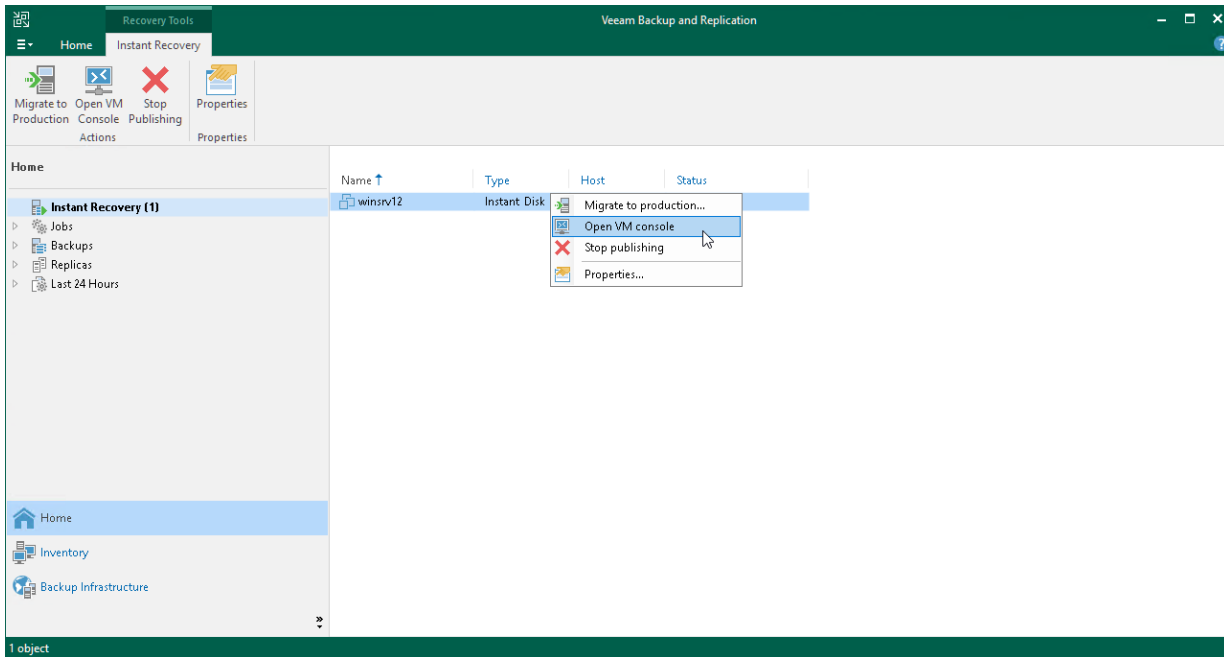 Recovery Tools
Veeam Backup and Replication
Home
Instant Recovery
Migrate to Production
Open VM Console
Stop Publishing
Actions
Properties
Properties
Home
Instant Recovery (1)
Jobs
Backups
Replicas
Last 24 Hours
Name Type Host Status
winsrv12 Instant Disk
Migrate to production...
Open VM console
Stop publishing
Properties...
Home
Inventory
Backup Infrastructure
1 object